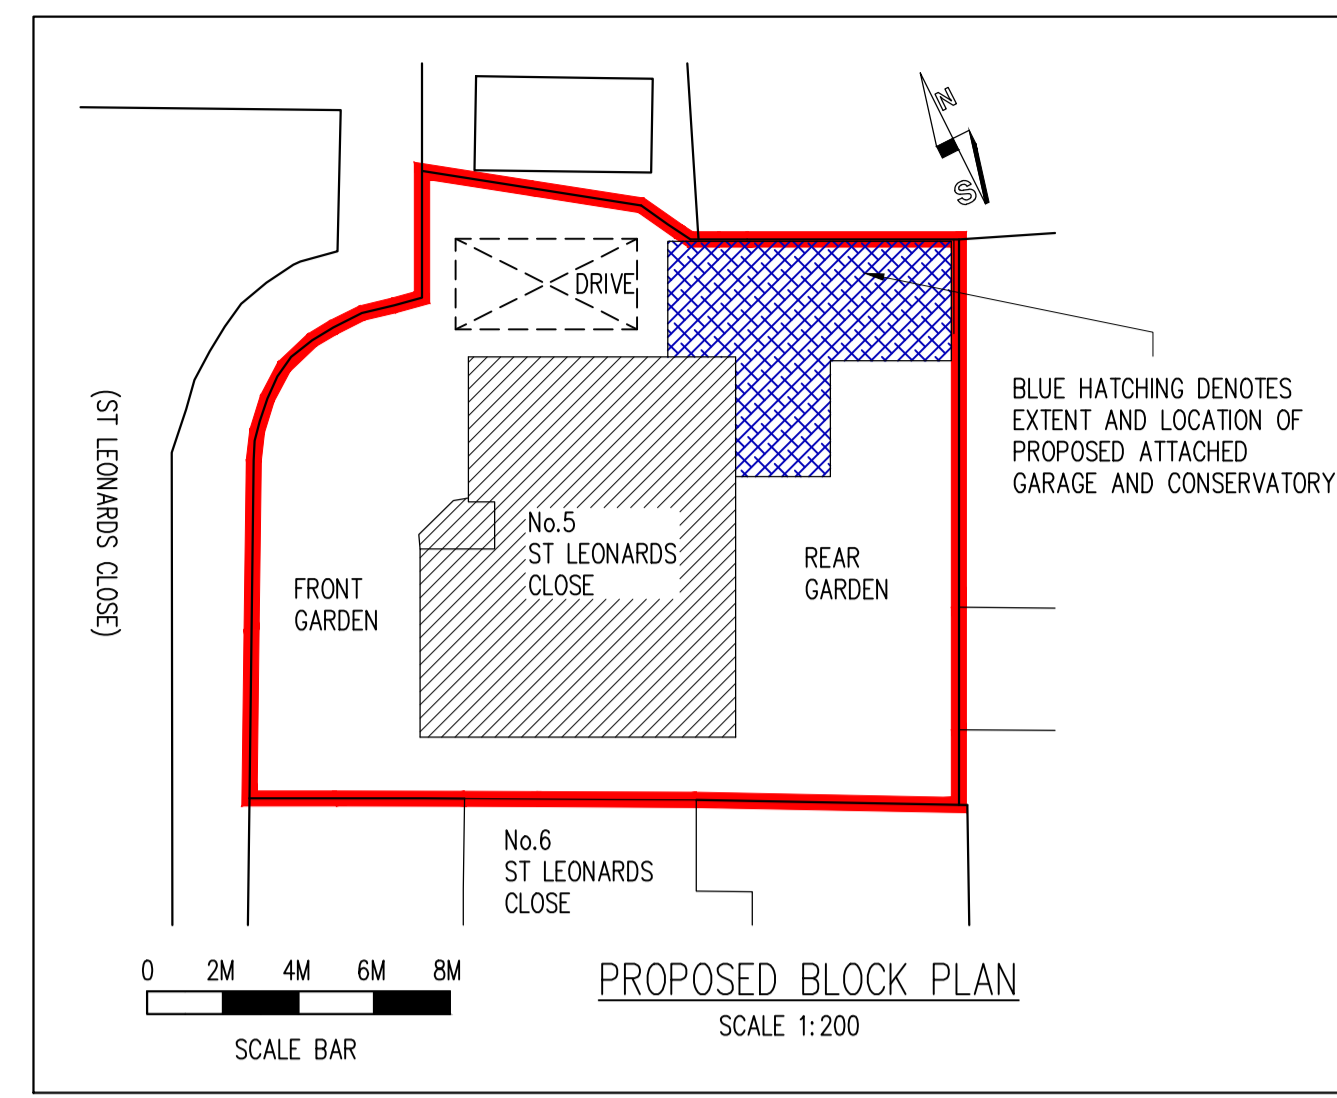 N
S
DRIVE
BLUE HATCHING DENOTES
EXTENT AND LOCATION OF
PROPOSED ATTACHED
GARAGE AND CONSERVATORY
(ST LEONARDS CLOSE)
No.5
ST LEONARDS
CLOSE
REAR
GARDEN
FRONT
GARDEN
No.6
ST LEONARDS
CLOSE
0 2M 4M 6M 8M
SCALE BAR
PROPOSED BLOCK PLAN
SCALE 1:200